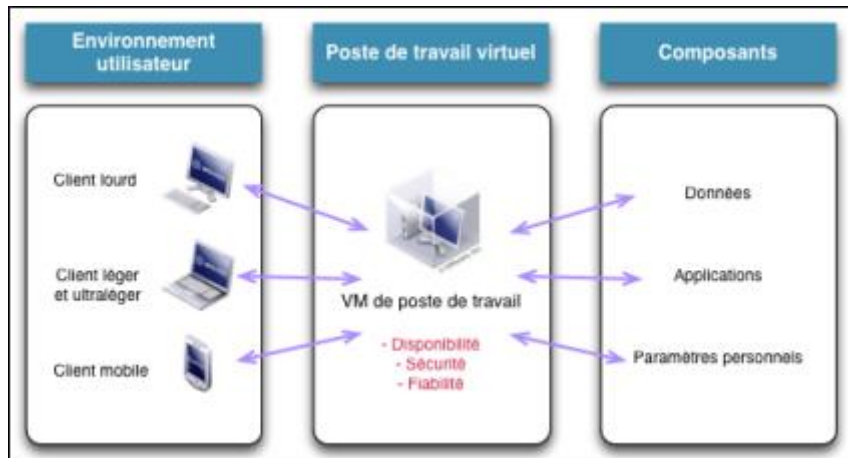 Environnement
utilisateur
Poste de travail virtuel
Composants
Client lourd
Client léger
et ultraléger
Client mobile
VM de poste de travail
- Disponibilité
- Sécurité
- Fiabilité
Données
Applications
Paramètres personnels